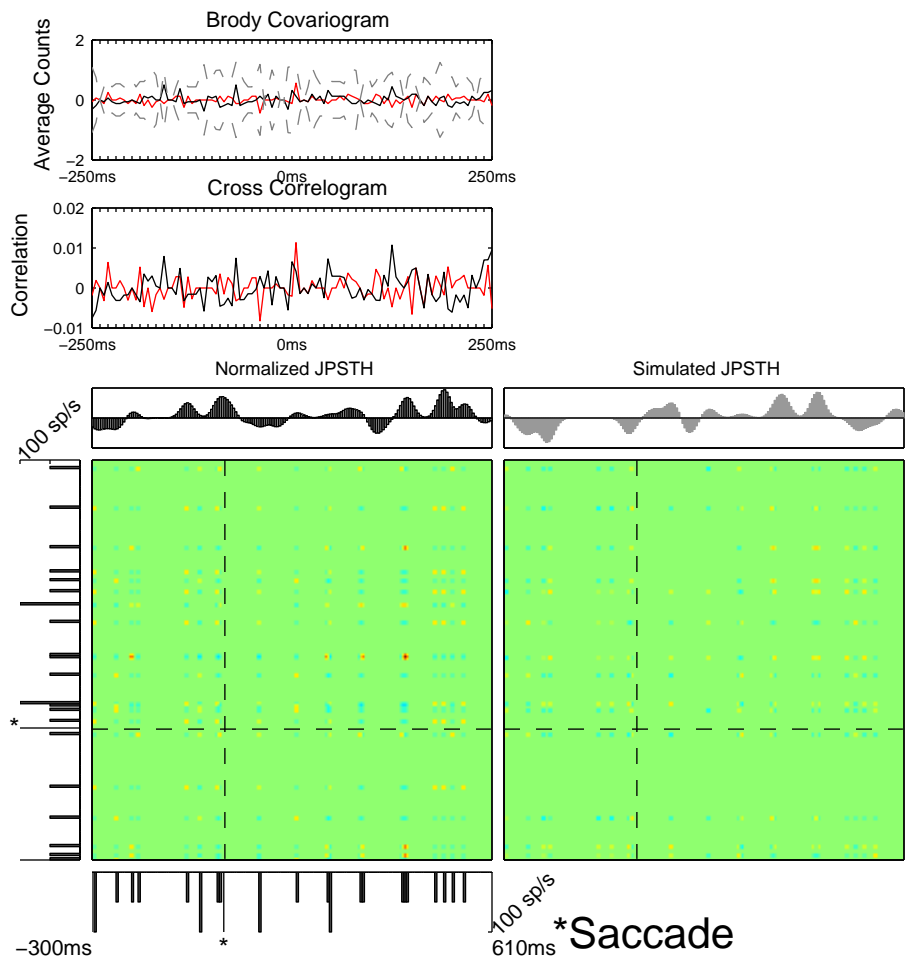 Brody Covariogram
Average Counts
2
0
−2
−250ms
0ms
250ms
Cross Correlogram
Correlation
0.02
0.01
0
−0.01
−250ms
0ms
250ms
Normalized JPSTH
Simulated JPSTH
100 sp/s
*
*
100 sp/s
−300ms
610ms
*Saccade